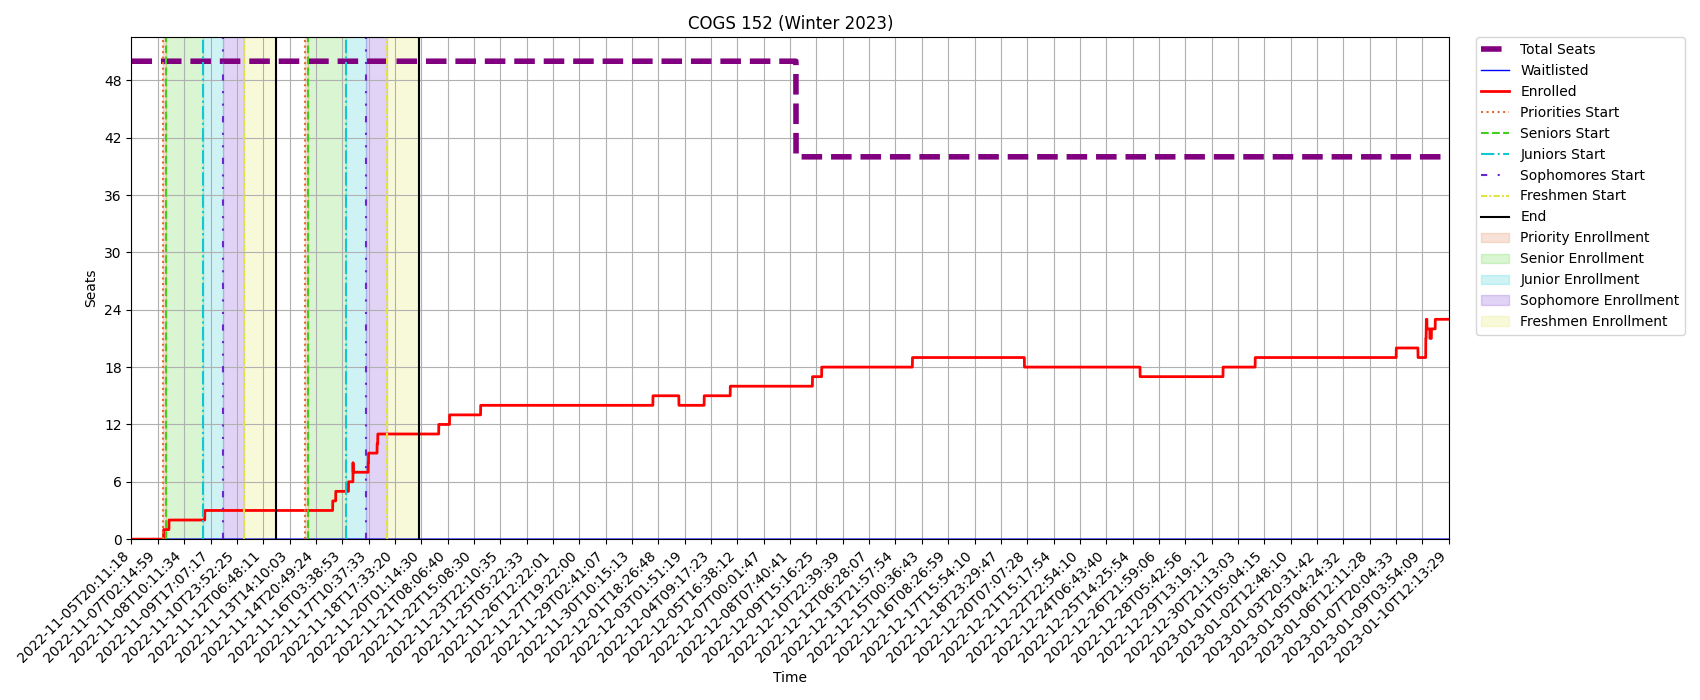 COGS 152 (Winter 2023)
Total Seats
Waitlisted
Enrolled
Priorities Start
Seniors Start
Juniors Start
Sophomores Start
Freshmen Start
End
Priority Enrollment
Senior Enrollment
Junior Enrollment
Sophomore Enrollment
Freshmen Enrollment
Seats
48
42
36
30
24
18
12
6
0
2022-11-05T20:11:18
2022-11-07T02:14:59
2022-11-08T10:11:34
2022-11-09T17:07:17
2022-11-10T23:52:25
2022-11-12T06:48:11
2022-11-13T14:10:03
2022-11-14T20:49:24
2022-11-16T03:38:53
2022-11-17T10:37:33
2022-11-18T17:33:20
2022-11-20T01:14:30
2022-11-21T08:06:40
2022-11-22T15:08:30
2022-11-23T22:10:35
2022-11-25T05:22:33
2022-11-26T12:22:01
2022-11-27T19:22:00
2022-11-29T02:41:07
2022-11-30T10:15:13
2022-12-01T18:26:48
2022-12-03T01:51:19
2022-12-04T09:17:23
2022-12-05T16:38:12
2022-12-07T00:01:47
2022-12-08T07:40:41
2022-12-09T15:16:25
2022-12-10T22:39:39
2022-12-12T06:28:07
2022-12-13T21:57:54
2022-12-15T00:36:43
2022-12-16T08:26:59
2022-12-17T15:54:10
2022-12-18T23:29:47
2022-12-20T07:07:28
2022-12-21T15:17:54
2022-12-22T22:54:10
2022-12-24T06:43:40
2022-12-25T14:25:54
2022-12-26T21:59:06
2022-12-28T05:42:56
2022-12-29T13:19:12
2022-12-30T21:13:03
2023-01-01T05:04:15
2023-01-02T12:48:10
2023-01-03T20:31:42
2023-01-05T04:24:32
2023-01-06T12:11:28
2023-01-07T20:04:33
2023-01-09T03:54:09
2023-01-10T12:13:29
Time